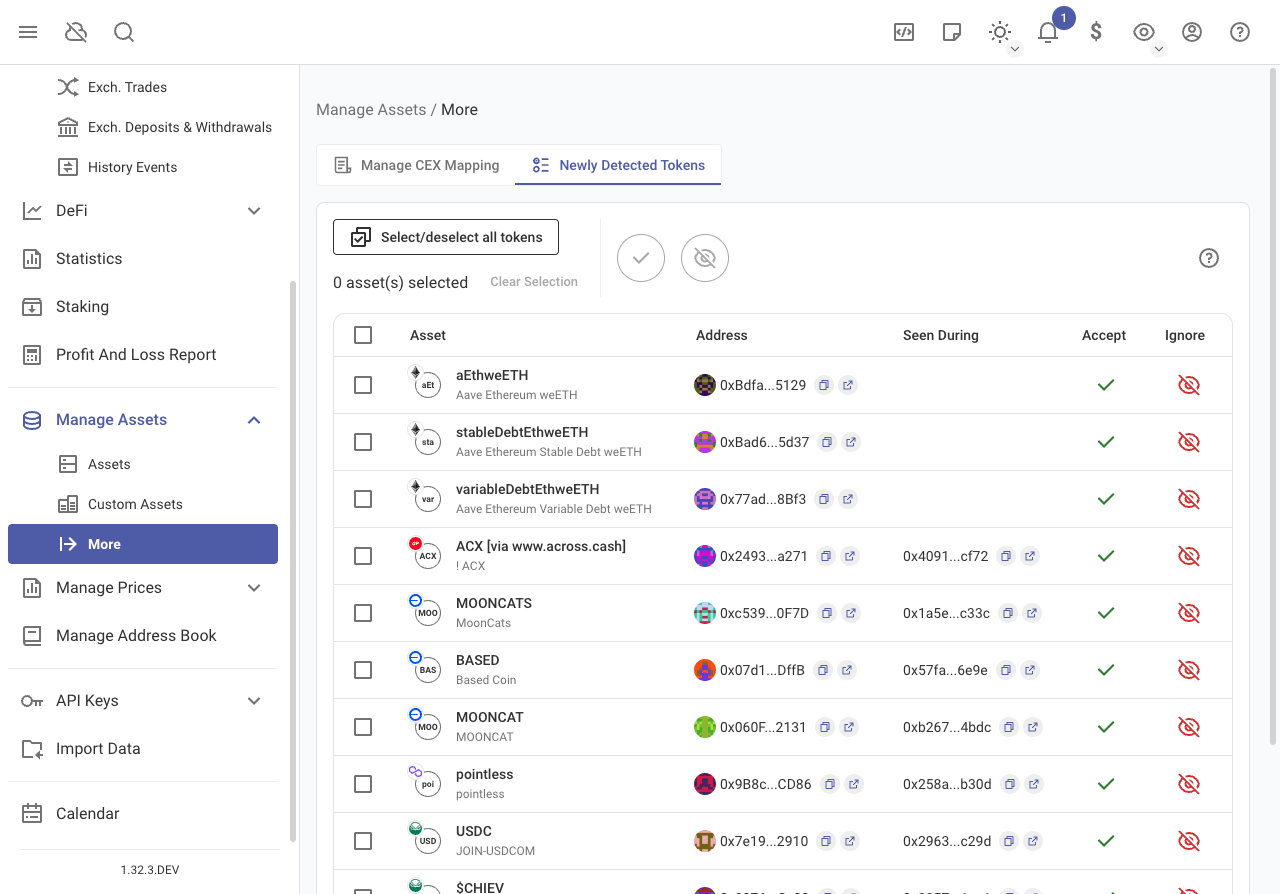 1
Exch. Trades
Exch. Deposits & Withdrawals
History Events
DeFi
Statistics
Staking
Profit And Loss Report
Manage Assets
Assets
Custom Assets
More
Manage Prices
Manage Address Book
API Keys
Import Data
Calendar
1.32.3.DEV
Manage Assets / More
Manage CEX Mapping
Newly Detected Tokens
Select/deselect all tokens
0 asset(s) selected
Clear Selection
Asset Address Seen During Accept Ignore
aEt aEthweETH 0xBdfa...5129
Aave Ethereum weETH
sta stableDebtEthweETH 0xBad6...5d37
Aave Ethereum Stable Debt weETH
var variableDebtEthweETH 0x77ad...8Bf3
Aave Ethereum Variable Debt weETH
OP ACX ACX [via www.across.cash] 0x2493...a271 0x4091...cf72
! ACX
MOO MOONCATS 0xc539...0F7D 0x1a5e...c33c
MoonCats
BAS BASED 0x07d1...DffB 0x57fa...6e9e
Based Coin
MOO MOONCAT 0x060F...2131 0xb267...4bdc
MOONCAT
poi pointless 0x9B8c...CD86 0x258a...b30d
pointless
USD USDC 0x7e19...2910 0x2963...c29d
JOIN-USDCOM
$CHIEV